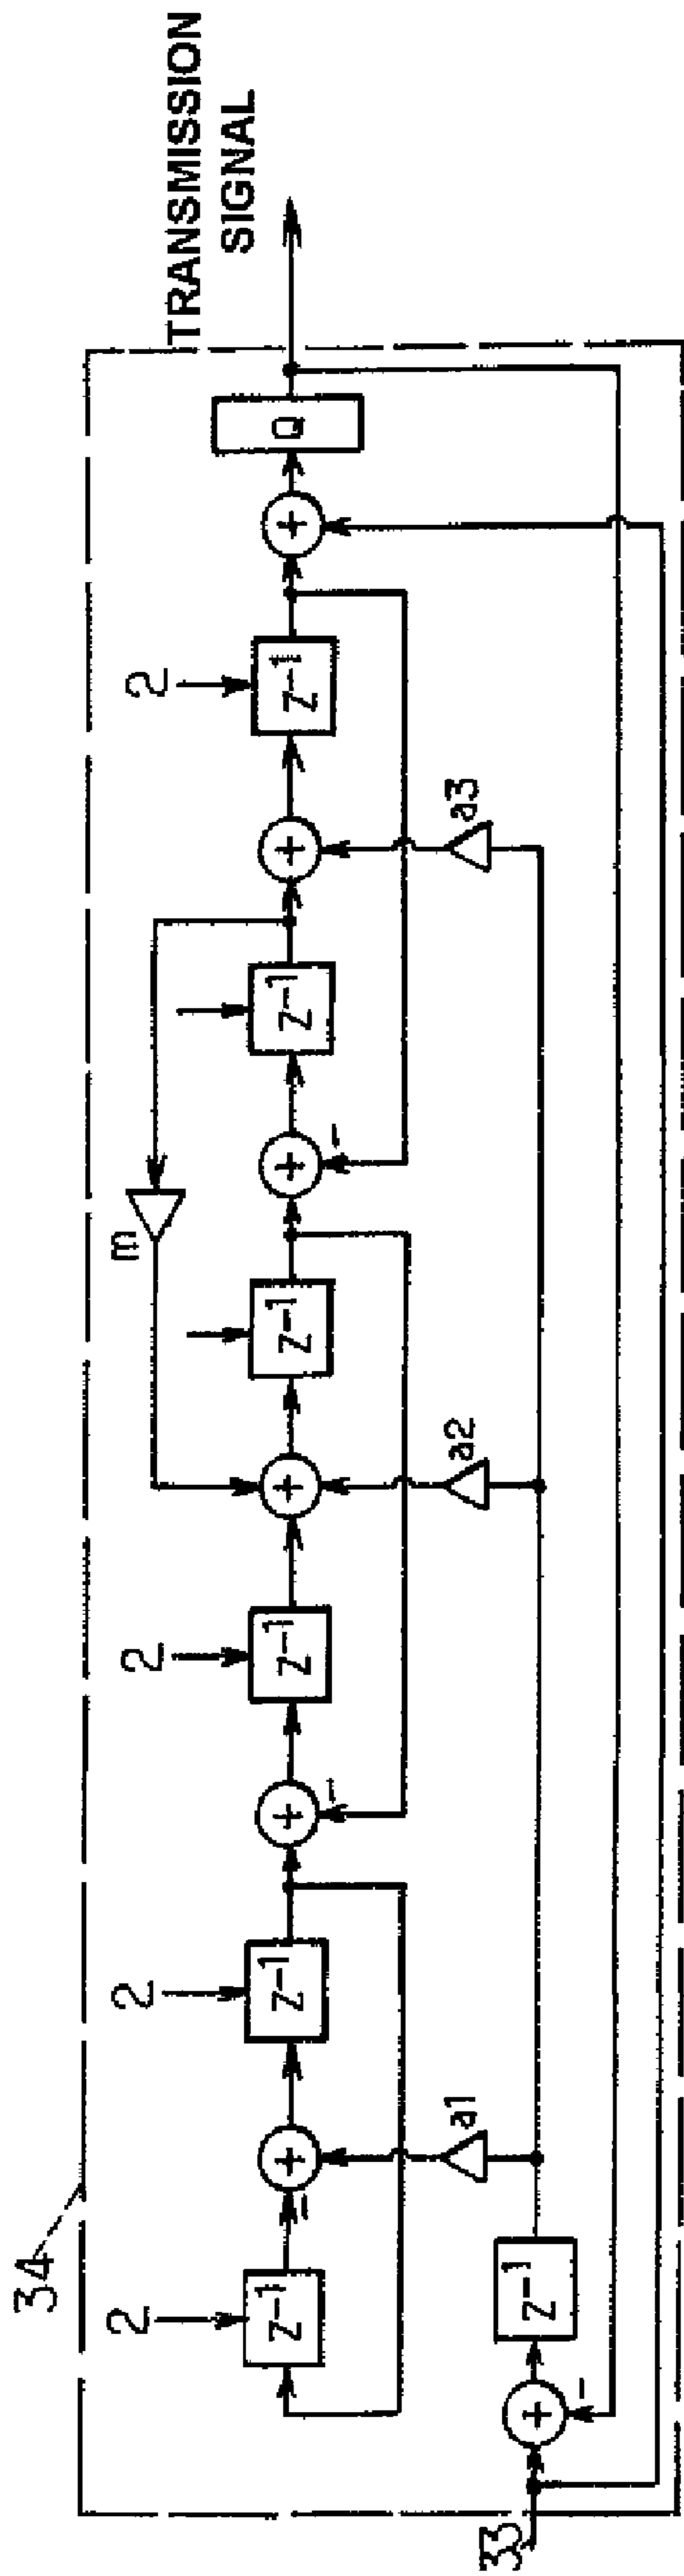 34
TRANSMISSION
SIGNAL
m
2 2 2 2
Z⁻¹ + Z⁻¹ + Z⁻¹ + Z⁻¹ + Z⁻¹ + Z⁻¹ + Q
- - -
a1 a2 a3
33 + Z⁻¹
-